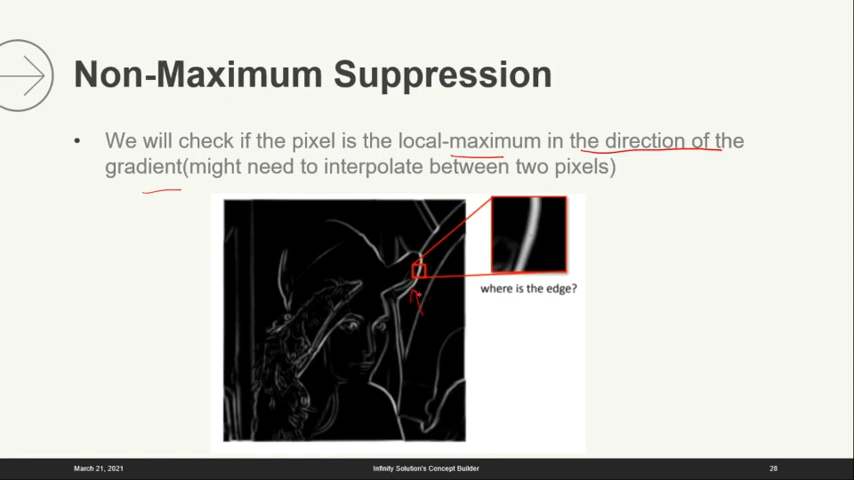 Non-Maximum Suppression
• We will check if the pixel is the local-maximum in the direction of the
gradient(might need to interpolate between two pixels)
where is the edge?
March 21, 2021
Infinity Solution's Concept Builder
28